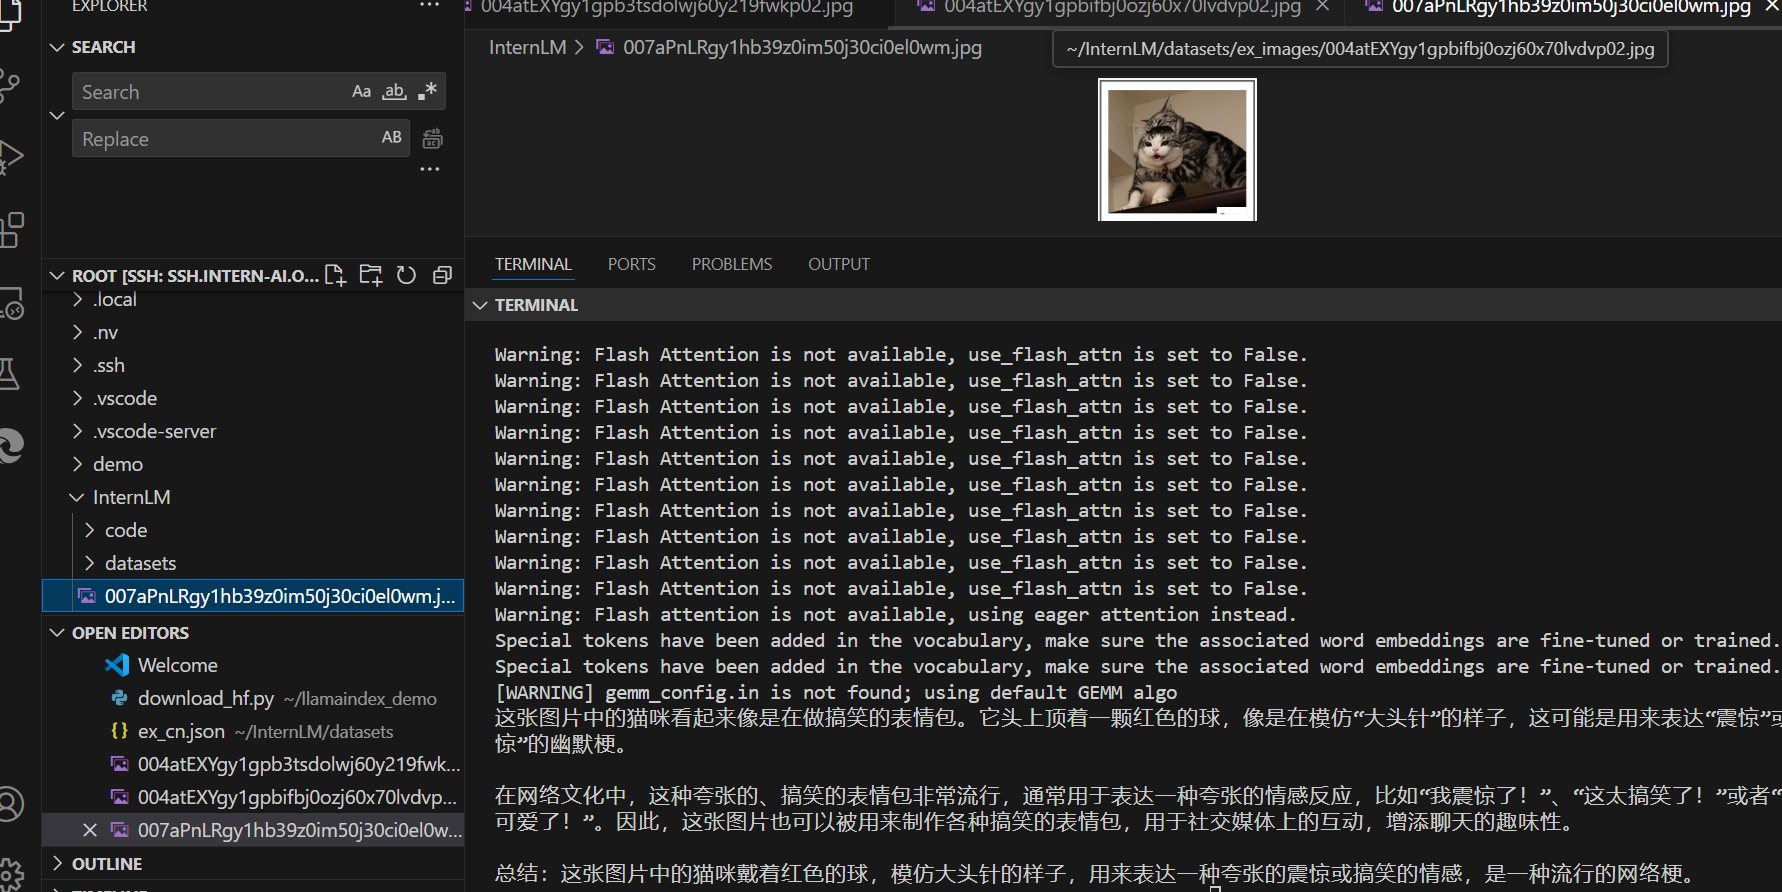 EXPLORER
SEARCH
Search
Aa ab .*
Replace
AB
ROOT [SSH: SSH.INTERN-AI.O...
.local
.nv
.ssh
.vscode
.vscode-server
demo
InternLM
code
datasets
007aPnLRgy1hb39z0im50j30ci0el0wm.j...
OPEN EDITORS
Welcome
download_hf.py ~/llamaindex_demo
ex_cn.json ~/InternLM/datasets
004atEXYgy1gpb3tsdolwj60y219fwk...
004atEXYgy1gpbifbj0ozj60x70lvdvp...
007aPnLRgy1hb39z0im50j30ci0el0w...
OUTLINE
004atEXYgy1gpb3tsdolwj60y219fwkp02.jpg
004atEXYgy1gpbifbj0ozj60x70lvdvp02.jpg
007aPnLRgy1hb39z0im50j30ci0el0wm.jpg
InternLM > 007aPnLRgy1hb39z0im50j30ci0el0wm.jpg
~/InternLM/datasets/ex_images/004atEXYgy1gpbifbj0ozj60x70lvdvp02.jpg
TERMINAL PORTS PROBLEMS OUTPUT
TERMINAL
Warning: Flash Attention is not available, use_flash_attn is set to False.
Warning: Flash Attention is not available, use_flash_attn is set to False.
Warning: Flash Attention is not available, use_flash_attn is set to False.
Warning: Flash Attention is not available, use_flash_attn is set to False.
Warning: Flash Attention is not available, use_flash_attn is set to False.
Warning: Flash Attention is not available, use_flash_attn is set to False.
Warning: Flash Attention is not available, use_flash_attn is set to False.
Warning: Flash Attention is not available, use_flash_attn is set to False.
Warning: Flash Attention is not available, use_flash_attn is set to False.
Warning: Flash Attention is not available, use_flash_attn is set to False.
Warning: Flash attention is not available, using eager attention instead.
Special tokens have been added in the vocabulary, make sure the associated word embeddings are fine-tuned or trained.
Special tokens have been added in the vocabulary, make sure the associated word embeddings are fine-tuned or trained.
[WARNING] gemm_config.in is not found; using default GEMM algo
这张图片中的猫咪看起来像是在做搞笑的表情包。它头上顶着一颗红色的球，像是在模仿“大头针”的样子，这可能是用来表达“震惊”或
惊”的幽默梗。
在网络文化中，这种夸张的、搞笑的表情包非常流行，通常用于表达一种夸张的情感反应，比如“我震惊了！”、“这太搞笑了！”或者“
可爱了！”。因此，这张图片也可以被用来制作各种搞笑的表情包，用于社交媒体上的互动，增添聊天的趣味性。
总结：这张图片中的猫咪戴着红色的球，模仿大头针的样子，用来表达一种夸张的震惊或搞笑的情感，是一种流行的网络梗。